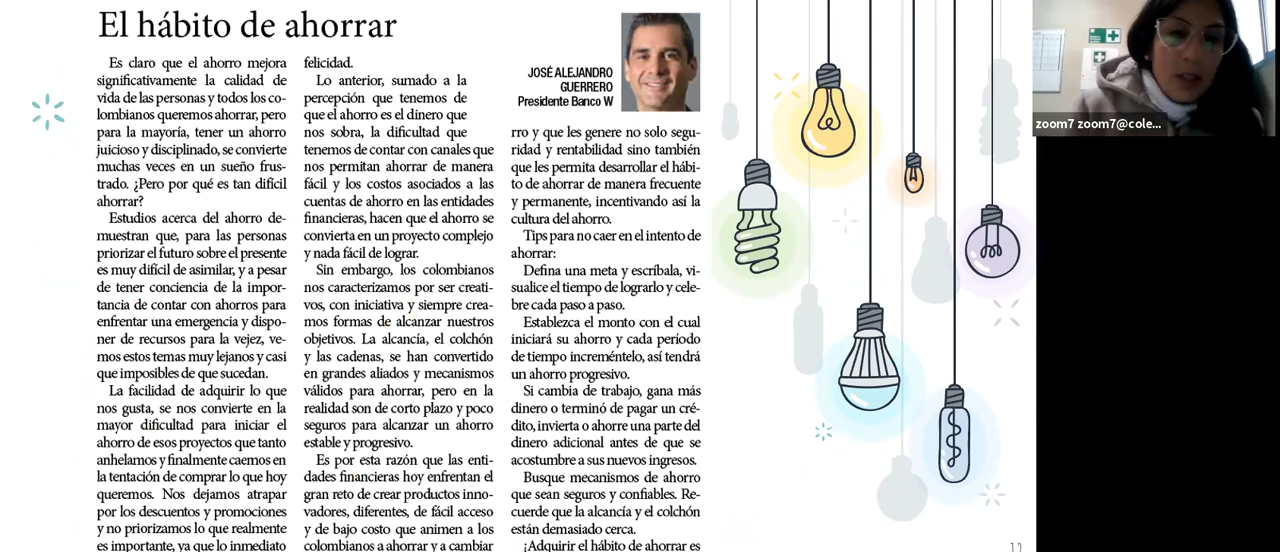 El hábito de ahorrar
Es claro que el ahorro mejora
significativamente la calidad de
vida de las personas y todos los co-
lombianos queremos ahorrar, pero
para la mayoría, tener un ahorro
juicioso y disciplinado, se convierte
muchas veces en un sueño frus-
trado. ¿Pero por qué es tan difícil
ahorrar?
Estudios acerca del ahorro de-
muestran que, para las personas
priorizar el futuro sobre el presente
es muy difícil de asimilar, y a pesar
de tener conciencia de la impor-
tancia de contar con ahorros para
enfrentar una emergencia y dispo-
ner de recursos para la vejez, ve-
mos estos temas muy lejanos y casi
que imposibles de que sucedan.
La facilidad de adquirir lo que
nos gusta, se nos convierte en la
mayor dificultad para iniciar el
ahorro de esos proyectos que tanto
anhelamos y finalmente caemos en
la tentación de comprar lo que hoy
queremos. Nos dejamos atrapar
por los descuentos y promociones
y no priorizamos lo que realmente
es importante, ya que lo inmediato
felicidad.
Lo anterior, sumado a la
percepción que tenemos de
que el ahorro es el dinero que
nos sobra, la dificultad que
tenemos de contar con canales que
nos permitan ahorrar de manera
fácil y los costos asociados a las
cuentas de ahorro en las entidades
financieras, hacen que el ahorro se
convierta en un proyecto complejo
y nada fácil de lograr.
Sin embargo, los colombianos
nos caracterizamos por ser creati-
vos, con iniciativa y siempre crea-
mos formas de alcanzar nuestros
objetivos. La alcancía, el colchón
y las cadenas, se han convertido
en grandes aliados y mecanismos
válidos para ahorrar, pero en la
realidad son de corto plazo y poco
seguros para alcanzar un ahorro
estable y progresivo.
Es por esta razón que las enti-
dades financieras hoy enfrentan el
gran reto de crear productos inno-
vadores, diferentes, de fácil acceso
y de bajo costo que animen a los
colombianos a ahorrar y a cambiar
JOSÉ ALEJANDRO
GUERRERO
Presidente Banco W
rro y que les genere no solo segu-
ridad y rentabilidad sino también
que les permita desarrollar el hábi-
to de ahorrar de manera frecuente
y permanente, incentivando así la
cultura del ahorro.
Tips para no caer en el intento de
ahorrar:
Defina una meta y escríbala, vi-
sualice el tiempo de lograrlo y cele-
bre cada paso a paso.
Establezca el monto con el cual
iniciará su ahorro y cada período
de tiempo increméntelo, así tendrá
un ahorro progresivo.
Si cambia de trabajo, gana más
dinero o terminó de pagar un cré-
dito, invierta o ahorre una parte del
dinero adicional antes de que se
acostumbre a sus nuevos ingresos.
Busque mecanismos de ahorro
que sean seguros y confiables. Re-
cuerde que la alcancía y el colchón
están demasiado cerca.
¡Adquirir el hábito de ahorrar es
zoom7 zoom7@cole...